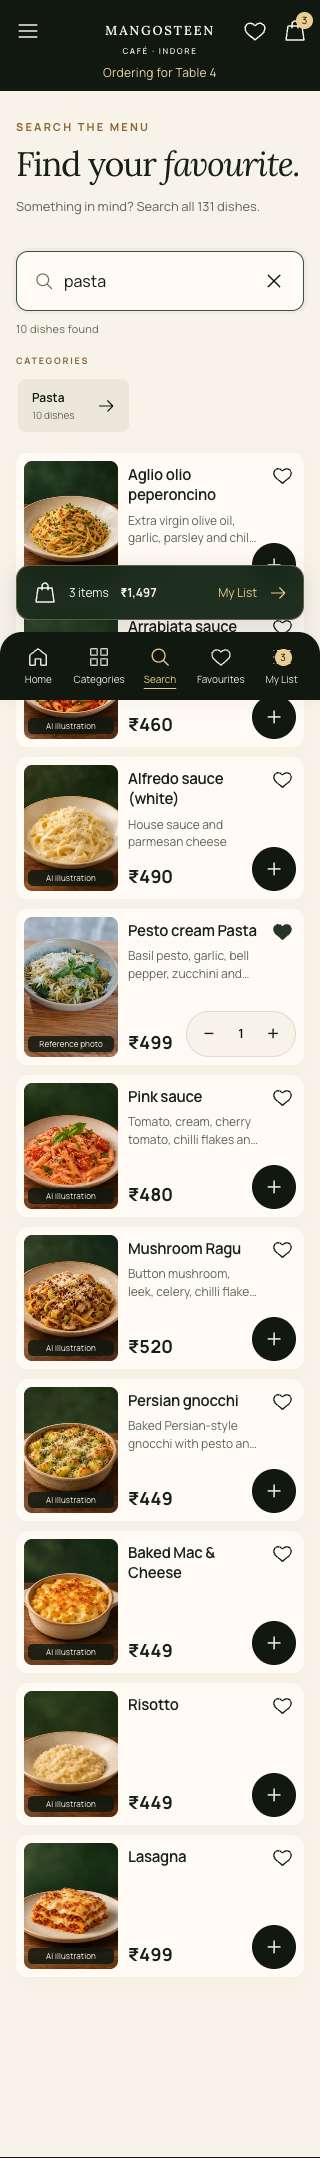 MANGOSTEEN
CAFÉ · INDORE
3
Ordering for Table 4
SEARCH THE MENU
Find your favourite.
Something in mind? Search all 131 dishes.
pasta
10 dishes found
CATEGORIES
Pasta
10 dishes
Aglio olio
peperoncino
Extra virgin olive oil,
garlic, parsley and chil...
3 items ₹1,497 My List
Arrabiata sauce
Home Categories Search Favourites My List
3
AI illustration
₹460
Alfredo sauce
(white)
House sauce and
parmesan cheese
AI illustration
₹490
Pesto cream Pasta
Basil pesto, garlic, bell
pepper, zucchini and...
Reference photo
₹499
− 1 +
Pink sauce
Tomato, cream, cherry
tomato, chilli flakes an...
AI illustration
₹480
Mushroom Ragu
Button mushroom,
leek, celery, chilli flake...
AI illustration
₹520
Persian gnocchi
Baked Persian-style
gnocchi with pesto an...
AI illustration
₹449
Baked Mac &
Cheese
AI illustration
₹449
Risotto
AI illustration
₹449
Lasagna
AI illustration
₹499